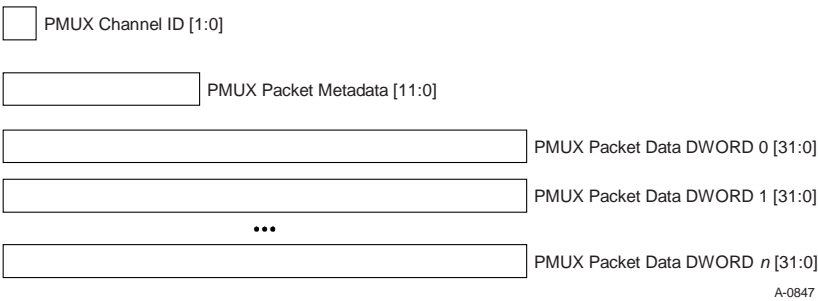 PMUX Channel ID [1:0]
PMUX Packet Metadata [11:0]
PMUX Packet Data DWORD 0 [31:0]
PMUX Packet Data DWORD 1 [31:0]
•••
PMUX Packet Data DWORD n [31:0]
A-0847